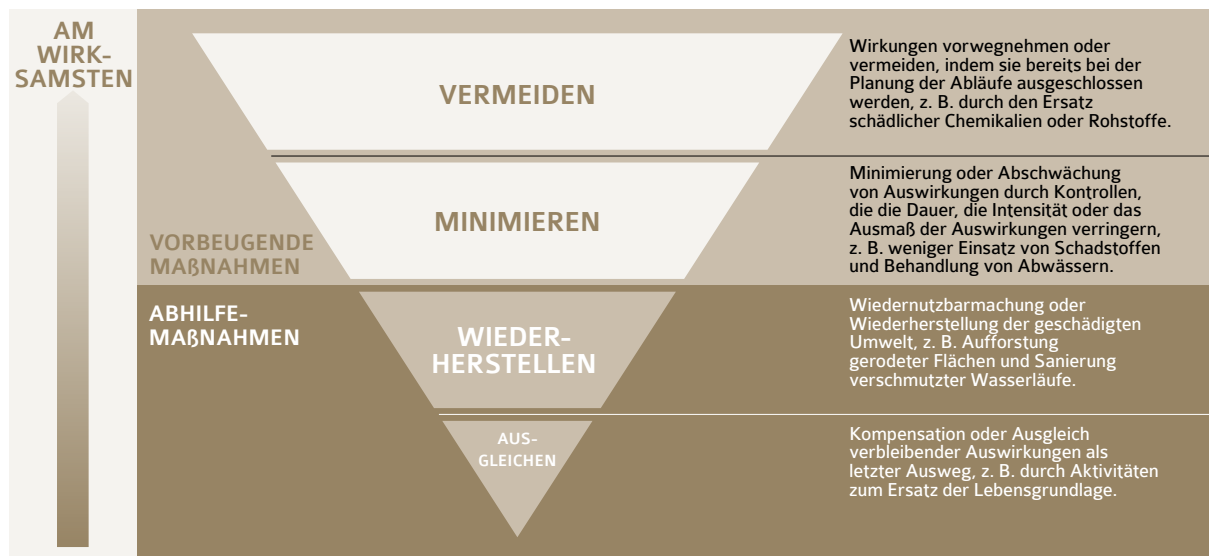 AM
WIRK-
SAMSTEN
VERMEIDEN
Wirkungen vorwegnehmen oder
vermeiden, indem sie bereits bei der
Planung der Abläufe ausgeschlossen
werden, z. B. durch den Ersatz
schädlicher Chemikalien oder Rohstoffe.
MINIMIEREN
Minimierung oder Abschwächung
von Auswirkungen durch Kontrollen,
die die Dauer, die Intensität oder das
Ausmaß der Auswirkungen verringern,
z. B. weniger Einsatz von Schadstoffen
und Behandlung von Abwässern.
VORBEUGENDE
MAßNAHMEN
ABHILFE-
MAßNAHMEN
WIEDER-
HERSTELLEN
Wiedernutzbarmachung oder
Wiederherstellung der geschädigten
Umwelt, z. B. Aufforstung
gerodeter Flächen und Sanierung
verschmutzter Wasserläufe.
AUS-
GLEICHEN
Kompensation oder Ausgleich
verbleibender Auswirkungen als
letzter Ausweg, z. B. durch Aktivitäten
zum Ersatz der Lebensgrundlage.